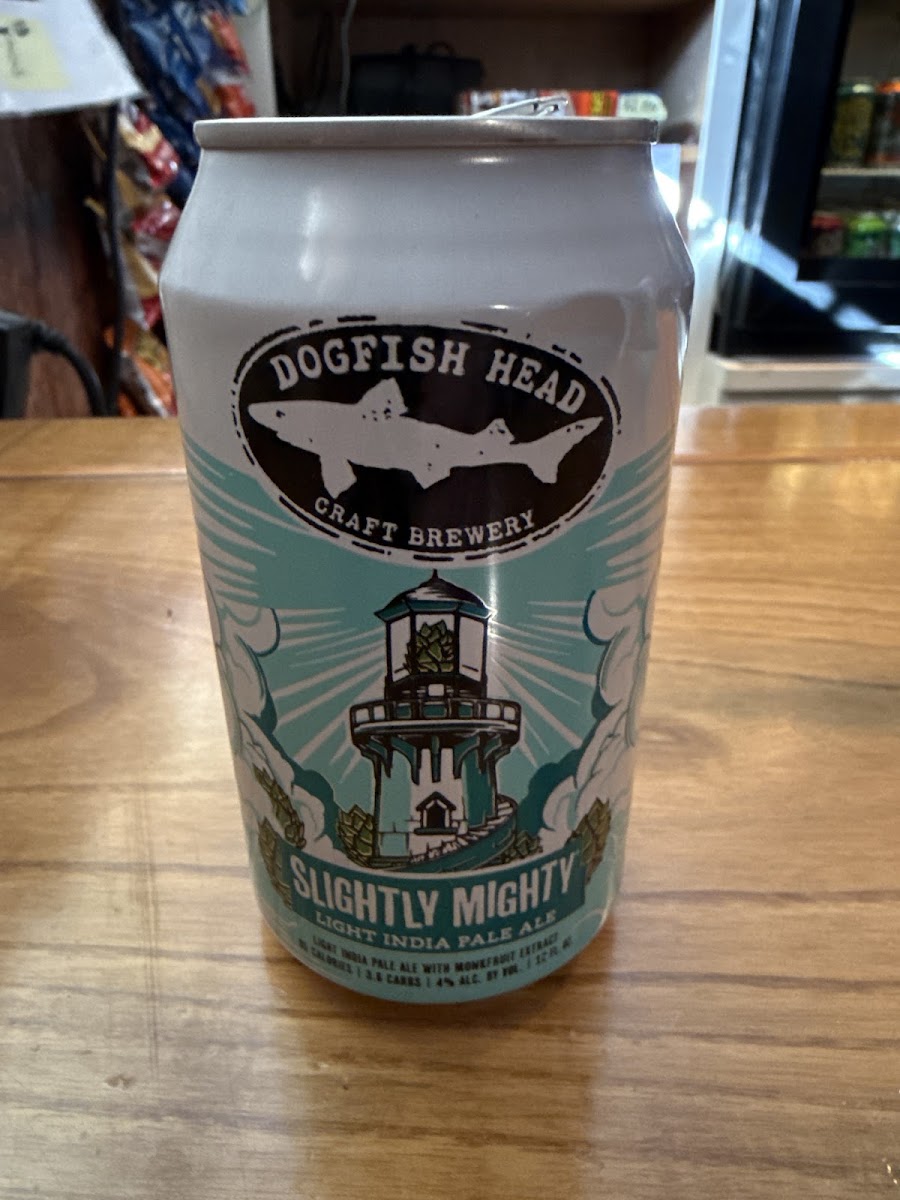 DOGFISH HEAD
CRAFT BREWERY
SLIGHTLY MIGHTY
LIGHT INDIA PALE ALE
LIGHT INDIA PALE ALE WITH MONKFRUIT EXTRACT
95 CALORIES | 3.6 CARBS | 4% ALC. BY VOL. | 12 FL. OZ.